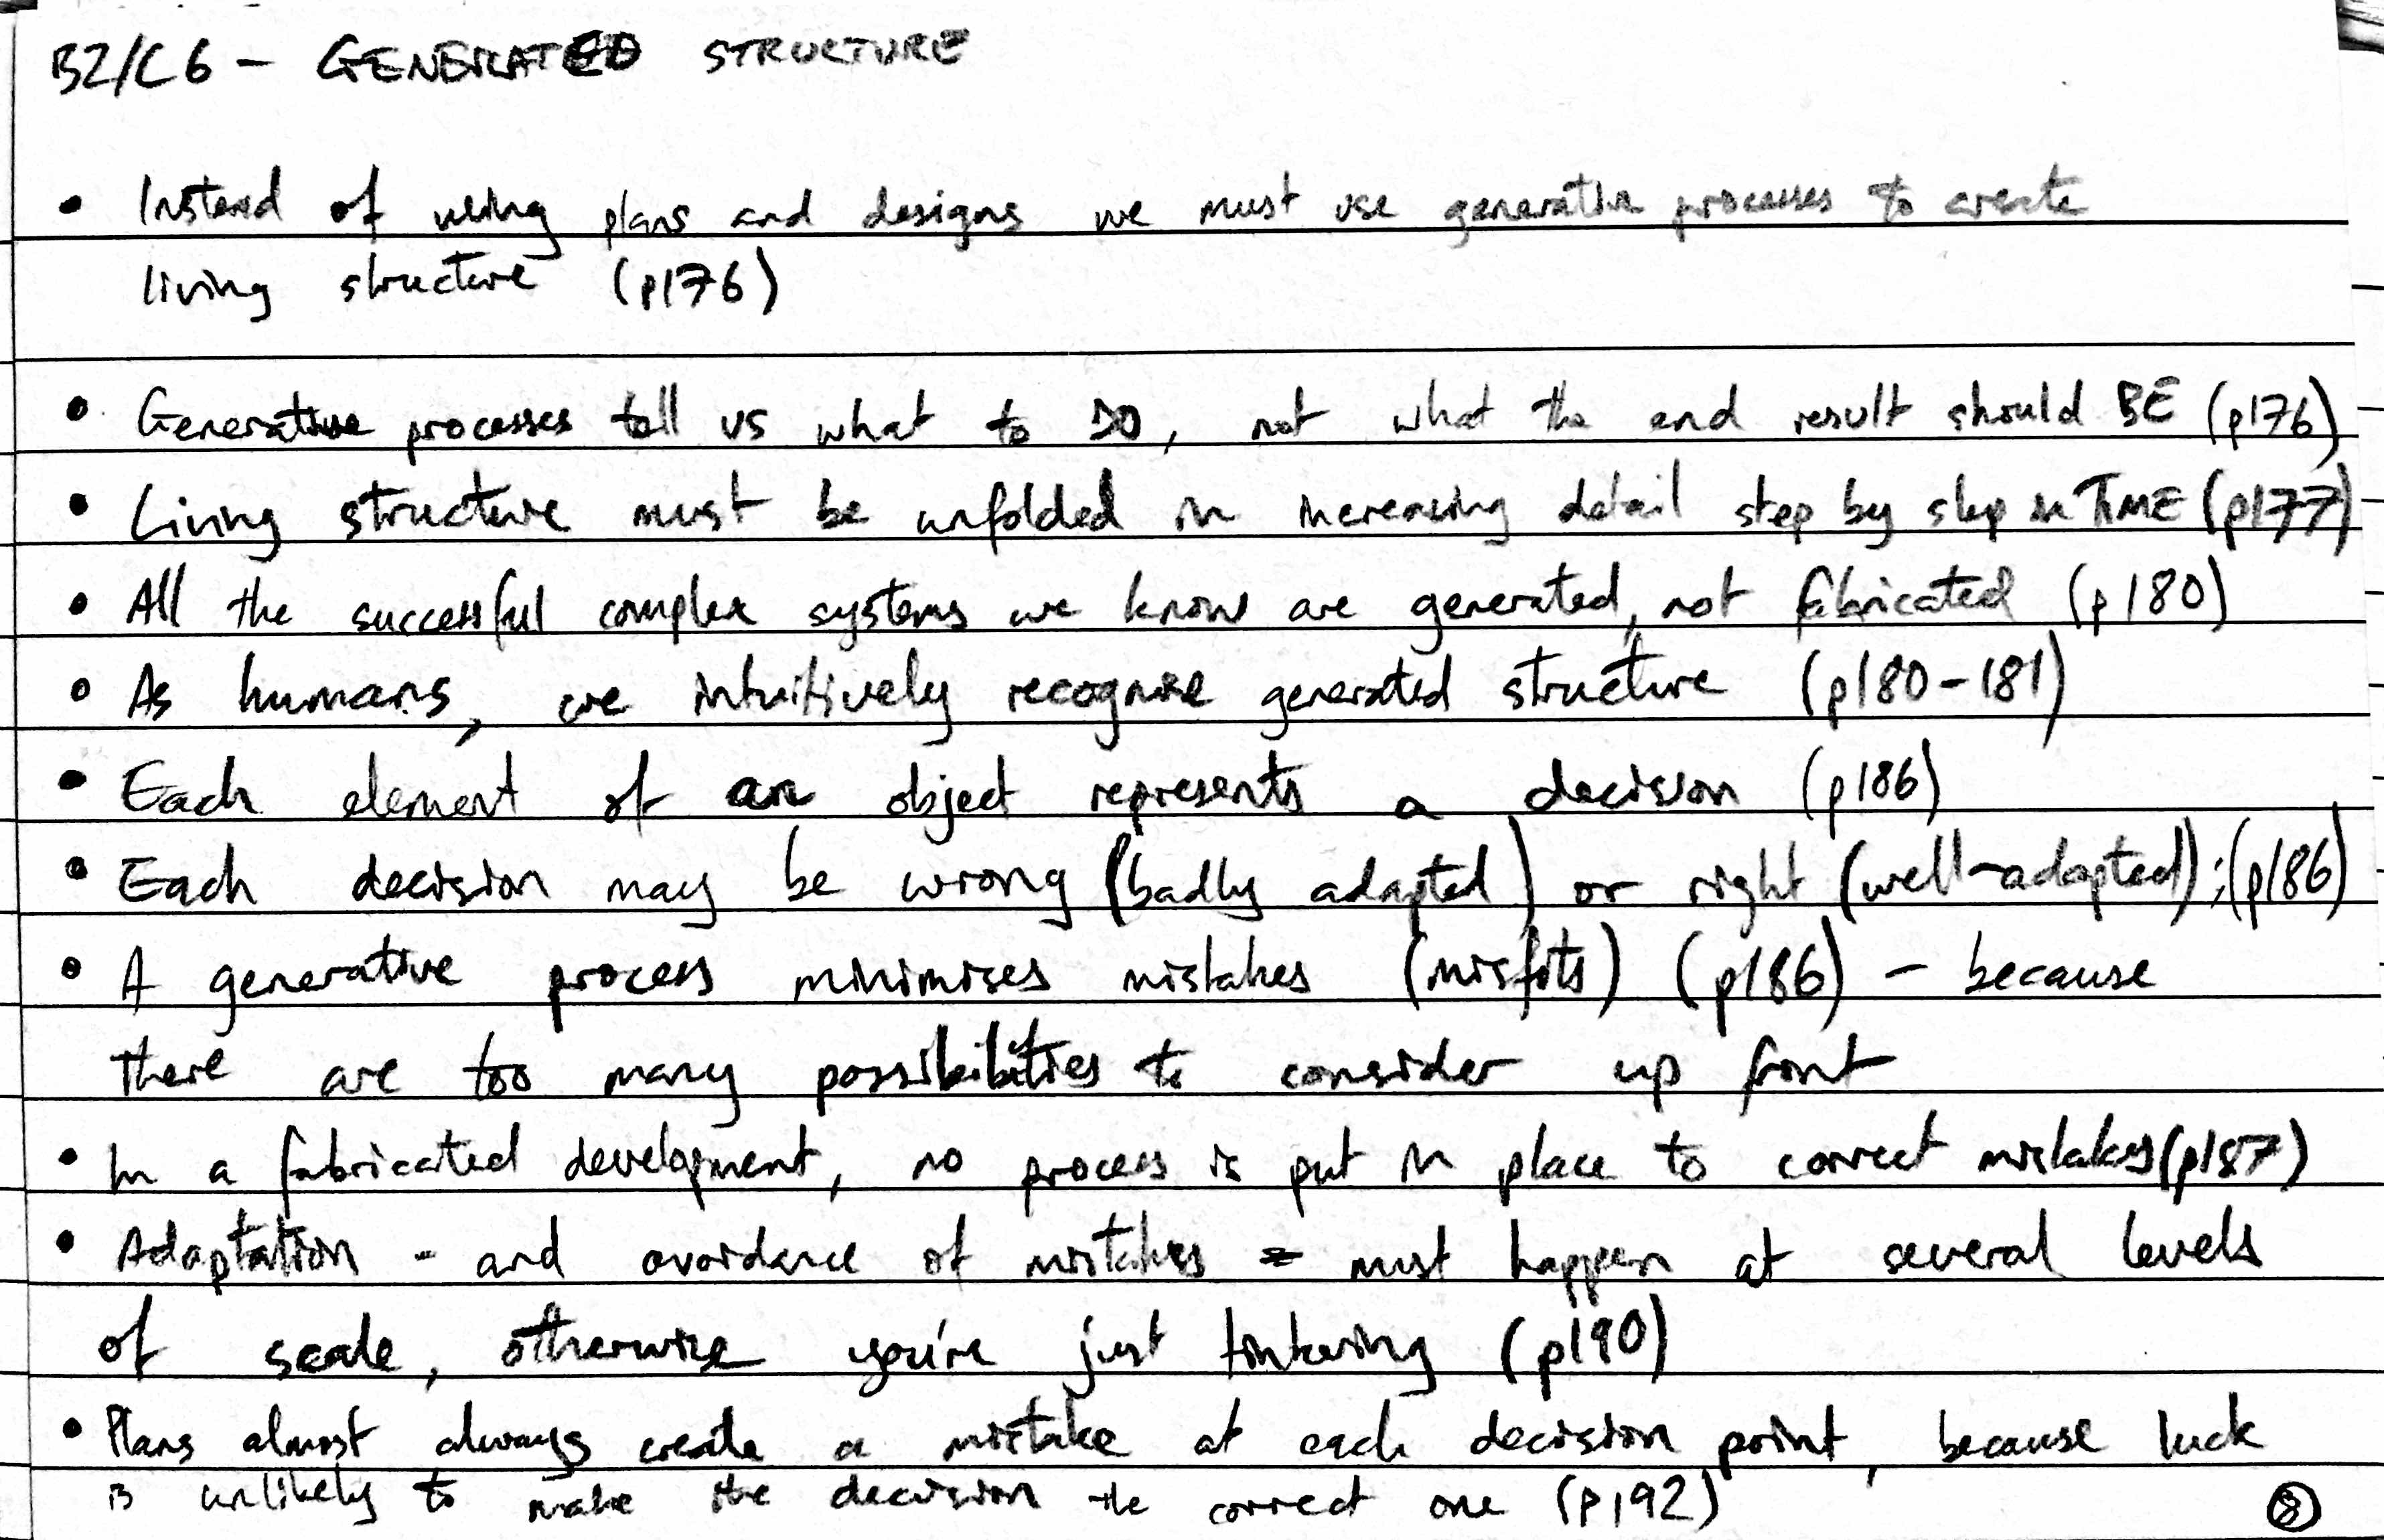 B2/C6 - GENERATED STRUCTURE
• Instead of using plans and designs we must use generative processes to create
living structure (p176)
• Generative processes tell us what to DO, not what the end result should BE (p176)
• Living structure must be unfolded in increasing detail step by step in TIME (p177)
• All the successful complex systems we know are generated, not fabricated (p180)
• As humans, we intuitively recognise generated structure (p180-181)
• Each element of an object represents a decision (p186)
• Each decision may be wrong (badly adapted) or right (well-adapted); (p186)
• A generative process minimises mistakes (misfits) (p186) - because
there are too many possibibilities to consider up front
• In a fabricated development, no process is put in place to correct mistakes (p187)
• Adaptation - and avoidance of mistakes - must happen at several levels
of scale, otherwise you're just tinkering (p190)
• Plans almost always create a mistake at each decision point, because luck
is unlikely to make the decision the correct one (p192)
8